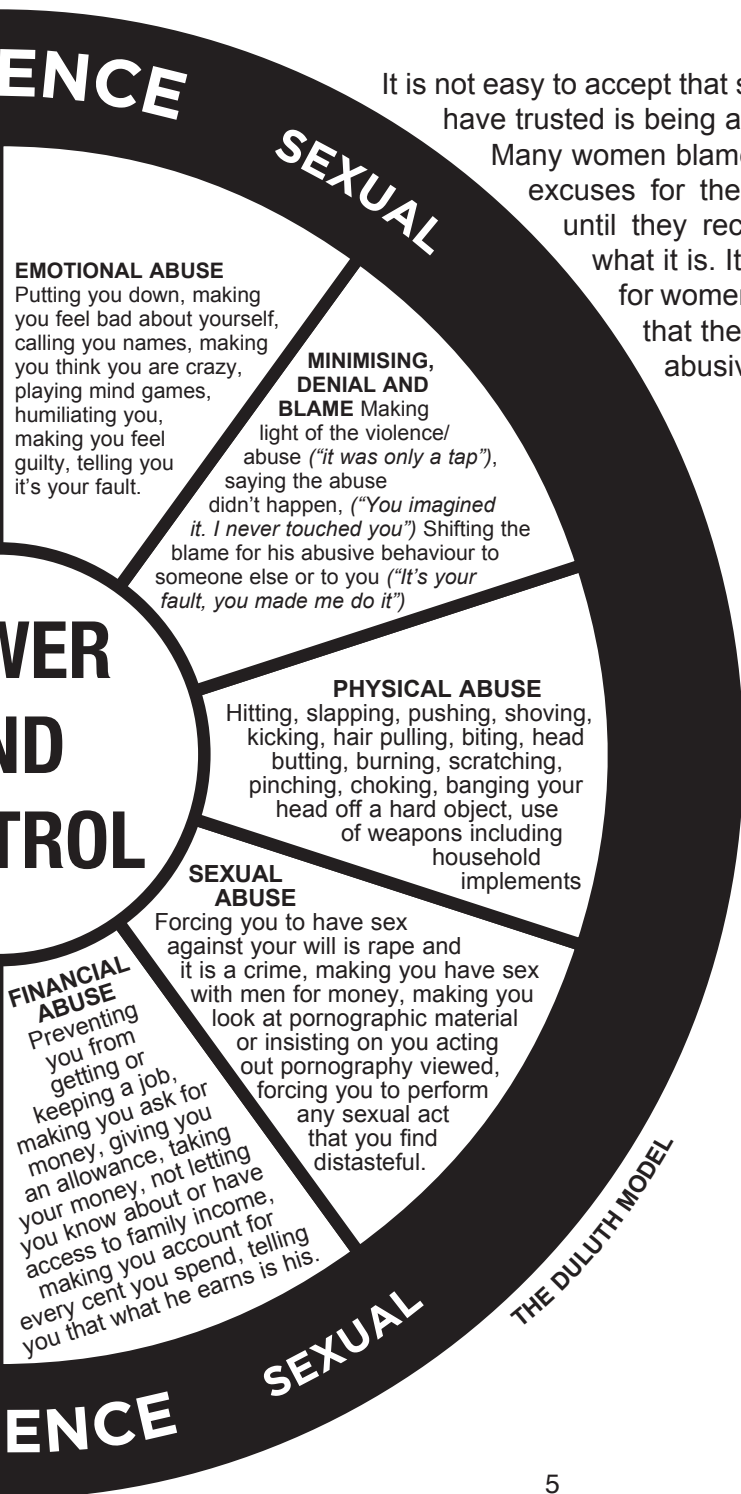 ENCE
SEXUAL
It is not easy to accept that s
have trusted is being a
Many women blame
excuses for the
until they rec
what it is. It
for women
that the
abusiv
EMOTIONAL ABUSE
Putting you down, making
you feel bad about yourself,
calling you names, making
you think you are crazy,
playing mind games,
humiliating you,
making you feel
guilty, telling you
it’s your fault.
MINIMISING,
DENIAL AND
BLAME Making
light of the violence/
abuse (“it was only a tap”),
saying the abuse
didn’t happen, (“You imagined
it. I never touched you”) Shifting the
blame for his abusive behaviour to
someone else or to you (“It’s your
fault, you made me do it”)
WER
ND
TROL
PHYSICAL ABUSE
Hitting, slapping, pushing, shoving,
kicking, hair pulling, biting, head
butting, burning, scratching,
pinching, choking, banging your
head off a hard object, use
of weapons including
household
implements
SEXUAL
ABUSE
Forcing you to have sex
against your will is rape and
it is a crime, making you have sex
with men for money, making you
look at pornographic material
or insisting on you acting
out pornography viewed,
forcing you to perform
any sexual act
that you find
distasteful.
FINANCIAL
ABUSE
Preventing
you from
getting or
keeping a job,
making you ask for
money, giving you
an allowance, taking
your money, not letting
you know about or have
access to family income,
making you account for
every cent you spend, telling
you that what he earns is his.
THE DULUTH MODEL
SEXUAL
ENCE
5